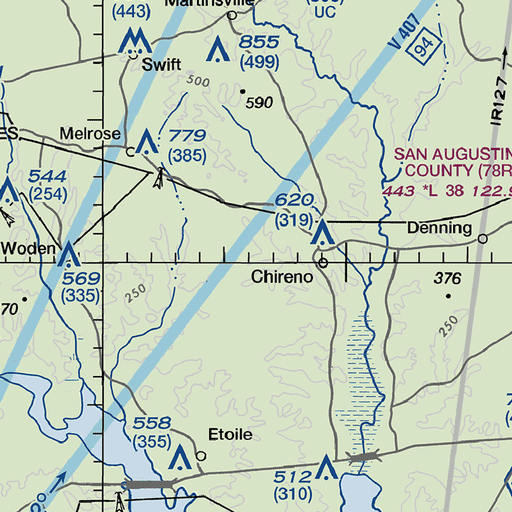 Martinsville
(443)
UC
V 407
94
855
(499)
Swift
500
590
IR127
Melrose
779
(385)
SAN AUGUSTIN
COUNTY (78R
443 *L 38 122.9
544
(254)
620
(319)
Denning
Woden
569
(335)
Chireno
376
250
70
250
558
(355)
Etoile
512
(310)